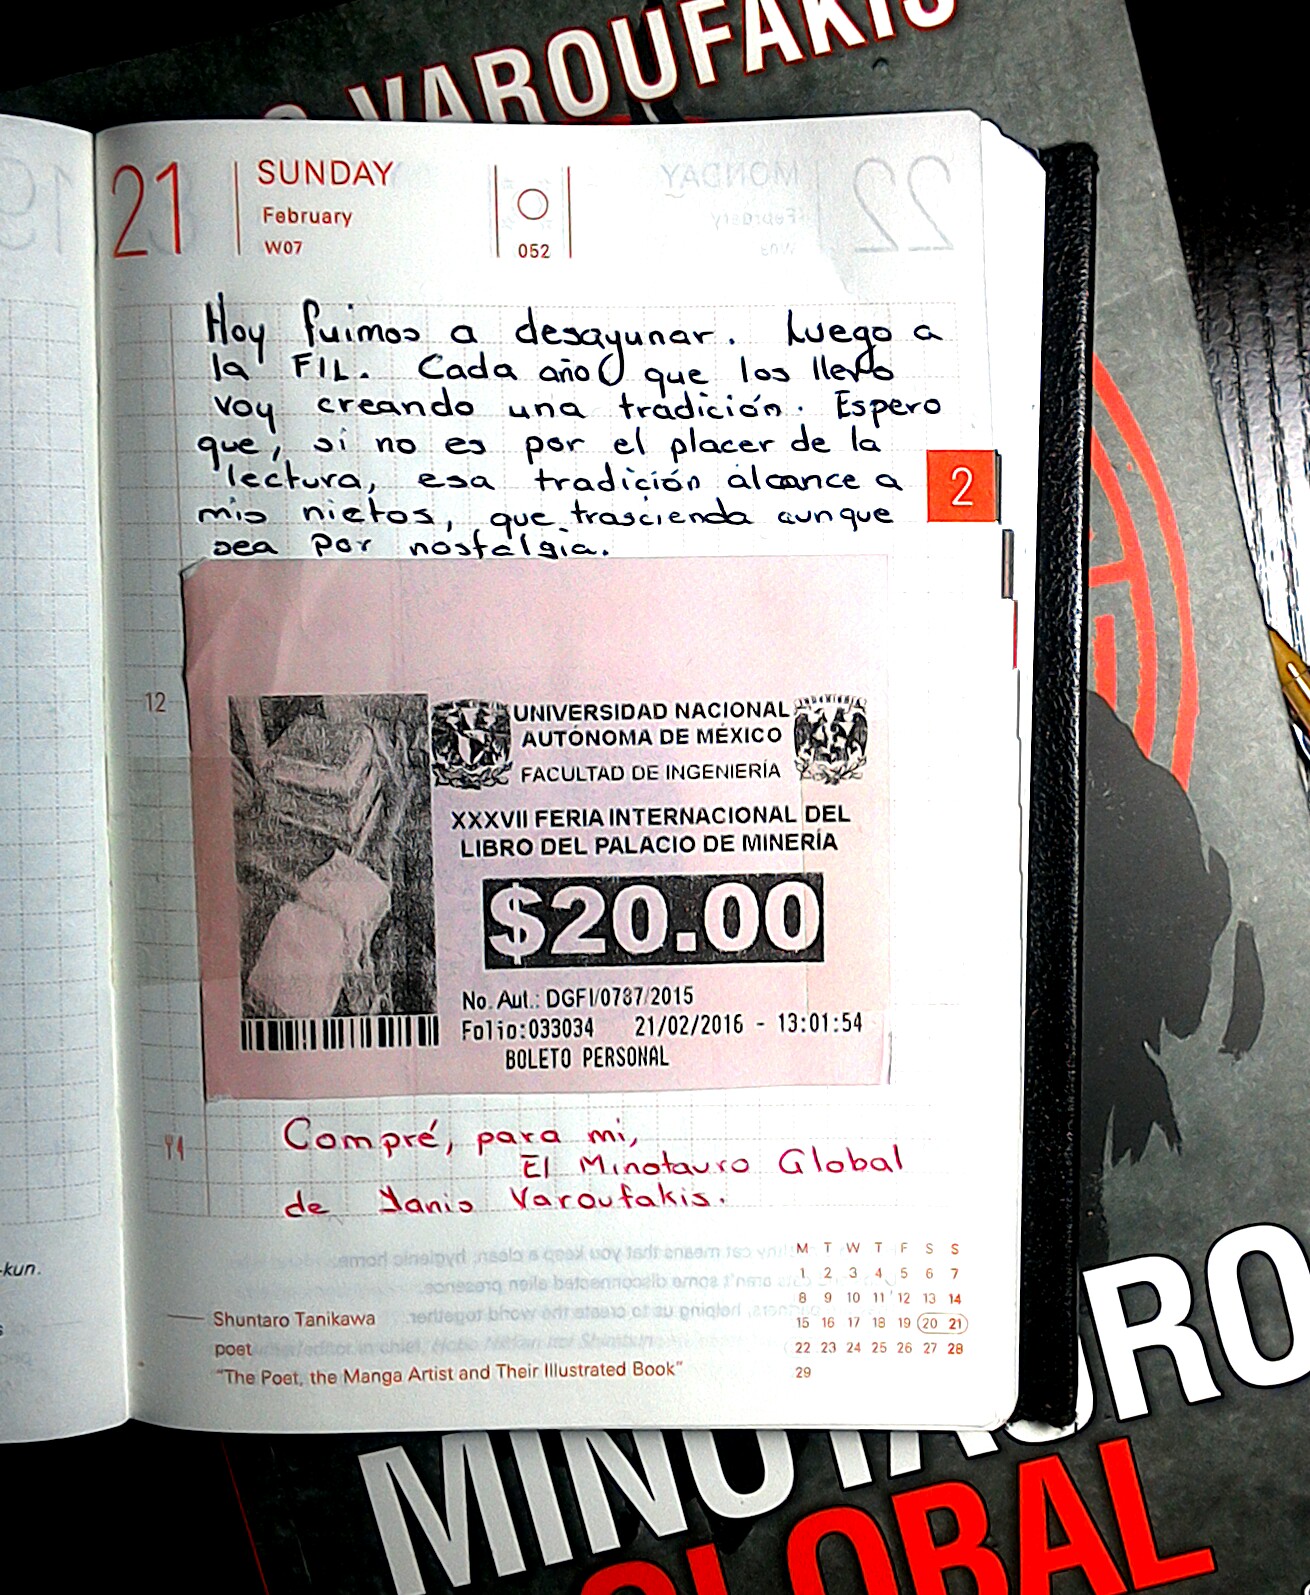 VAROUFAKIS
21
SUNDAY
February
W07
052
MONDAY
February
22
19
Hoy fuimos a desayunar. Luego a
la FIL. Cada año que los llevo
voy creando una tradición. Espero
que, si no es por el placer de la
lectura, esa tradición alcance a
mis nietos, que trascienda aunque
sea por nostalgia.
2
12
UNIVERSIDAD NACIONAL
AUTÓNOMA DE MÉXICO
FACULTAD DE INGENIERÍA
XXXVII FERIA INTERNACIONAL DEL
LIBRO DEL PALACIO DE MINERÍA
$20.00
No. Aut.: DGFI/0787/2015
Folio:033034 21/02/2016 - 13:01:54
BOLETO PERSONAL
Compré, para mi,
El Minotauro Global
de Yanis Varoufakis.
-kun.
Shuntaro Tanikawa
poet
"The Poet, the Manga Artist and Their Illustrated Book"
M T W T F S S
1 2 3 4 5 6 7
8 9 10 11 12 13 14
15 16 17 18 19 20 21
22 23 24 25 26 27 28
29
MINOTAURO
GLOBAL